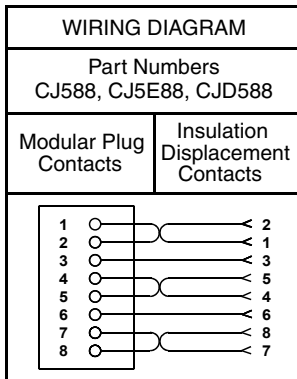 WIRING DIAGRAM
Part Numbers
CJ588, CJ5E88, CJD588
Modular Plug
Contacts
Insulation
Displacement
Contacts
1 2
2 1
3 3
4 5
5 4
6 6
7 8
8 7